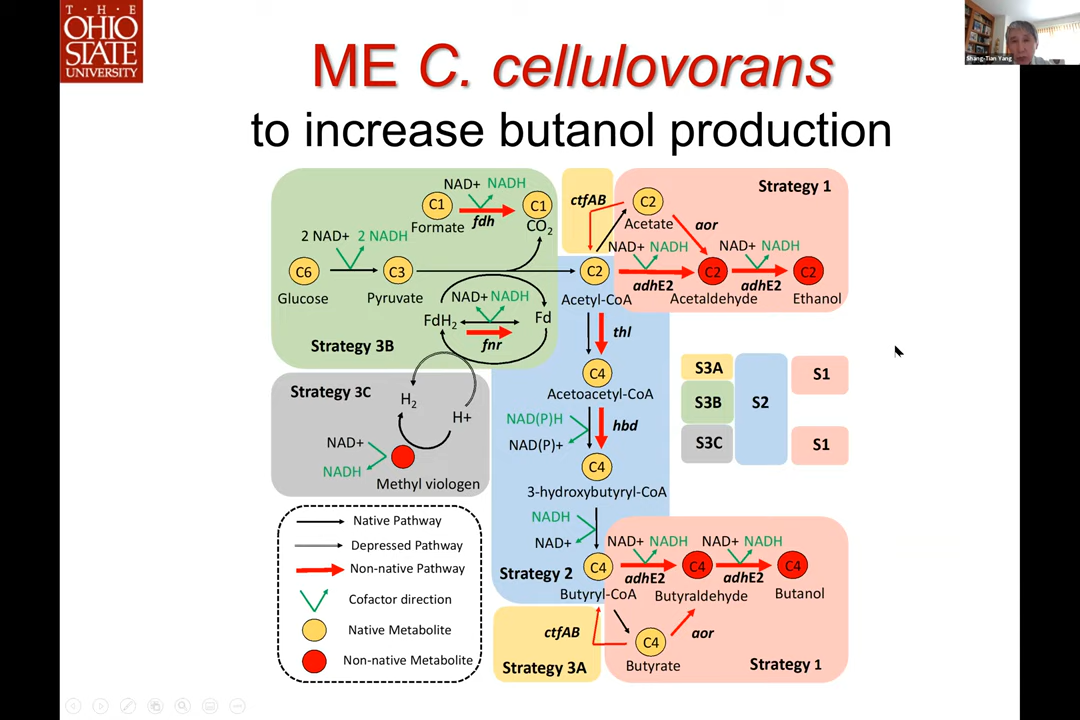 T · H · E
OHIO
STATE
UNIVERSITY
Shang-Tian Yang
ME C. cellulovorans
to increase butanol production
NAD+ NADH
C1
C1
fdh
Formate
CO2
2 NAD+ 2 NADH
C6
C3
Glucose
Pyruvate
NAD+ NADH
FdH2
Fd
fnr
Strategy 3B
ctfAB
Strategy 1
C2
Acetate
aor
NAD+ NADH
NAD+ NADH
C2
C2
C2
adhE2
adhE2
Acetyl-CoA
Acetaldehyde
Ethanol
thl
C4
Acetoacetyl-CoA
NAD(P)H
hbd
NAD(P)+
C4
3-hydroxybutyryl-CoA
NADH
NAD+
Strategy 2
Strategy 3C
H2
H+
NAD+
NADH
Methyl viologen
S3A
S3B
S3C
S2
S1
S1
NAD+ NADH
NAD+ NADH
C4
C4
C4
adhE2
adhE2
Butyryl-CoA
Butyraldehyde
Butanol
ctfAB
C4
aor
Butyrate
Strategy 3A
Strategy 1
Native Pathway
Depressed Pathway
Non-native Pathway
Cofactor direction
Native Metabolite
Non-native Metabolite